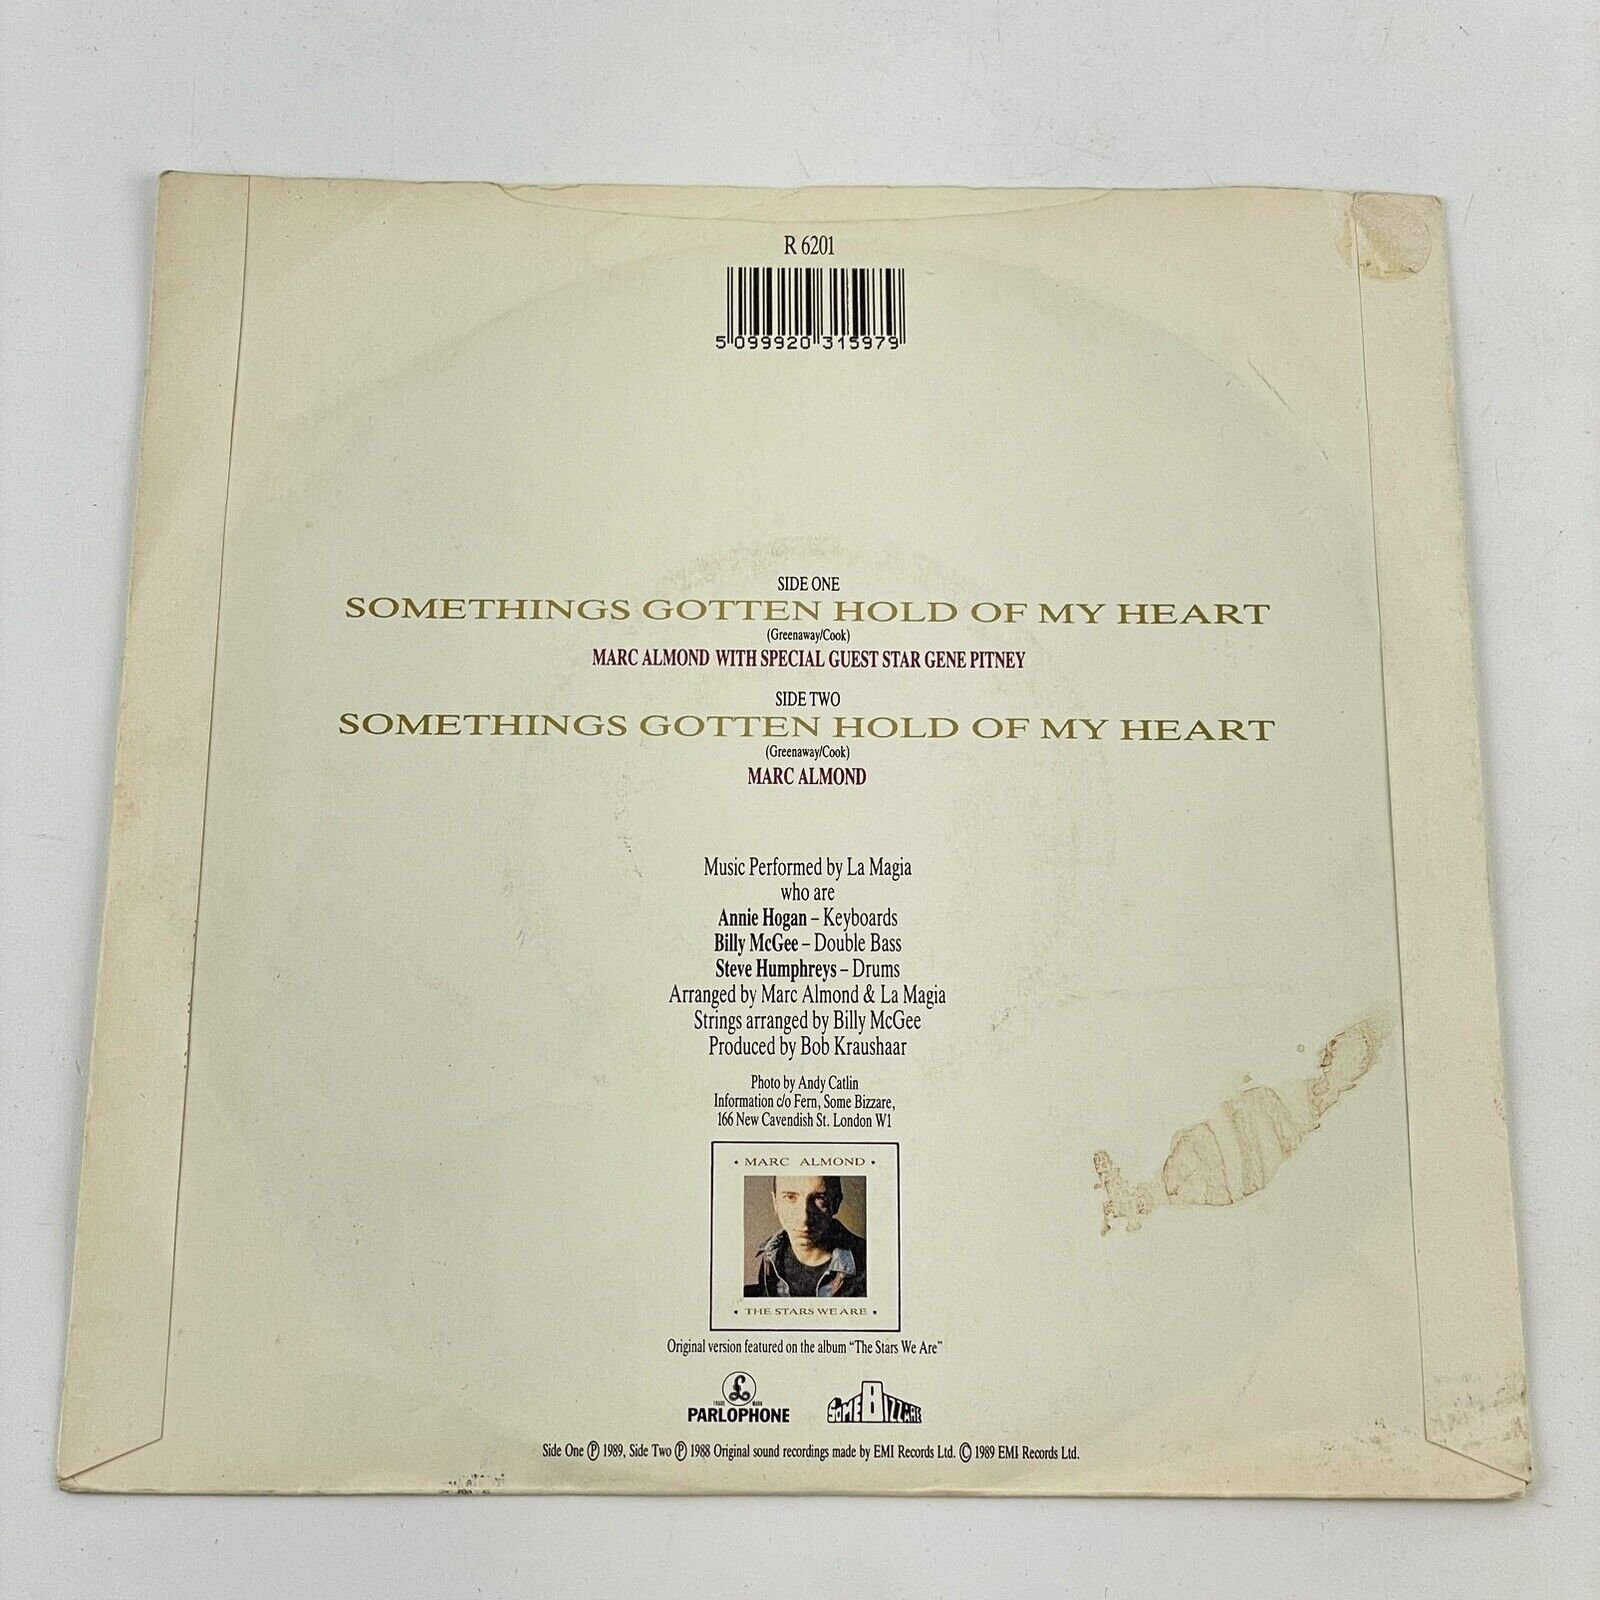 R 6201
5 099920 315979
SIDE ONE
SOMETHINGS GOTTEN HOLD OF MY HEART
(Greenaway/Cook)
MARC ALMOND WITH SPECIAL GUEST STAR GENE PITNEY
SIDE TWO
SOMETHINGS GOTTEN HOLD OF MY HEART
(Greenaway/Cook)
MARC ALMOND
Music Performed by La Magia
who are
Annie Hogan – Keyboards
Billy McGee – Double Bass
Steve Humphreys – Drums
Arranged by Marc Almond & La Magia
Strings arranged by Billy McGee
Produced by Bob Kraushaar
Photo by Andy Catlin
Information c/o Fern, Some Bizzare,
166 New Cavendish St. London W1
• MARC ALMOND •
• THE STARS WE ARE •
Original version featured on the album "The Stars We Are"
£
TRADE MARK
PARLOPHONE
SOME BIZZARE
Side One ℗ 1989, Side Two ℗ 1988 Original sound recordings made by EMI Records Ltd. © 1989 EMI Records Ltd.